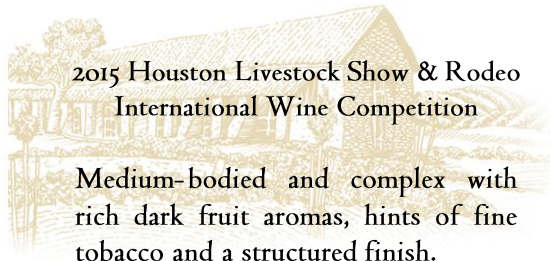 2015 Houston Livestock Show & Rodeo
International Wine Competition
Medium-bodied and complex with
rich dark fruit aromas, hints of fine
tobacco and a structured finish.